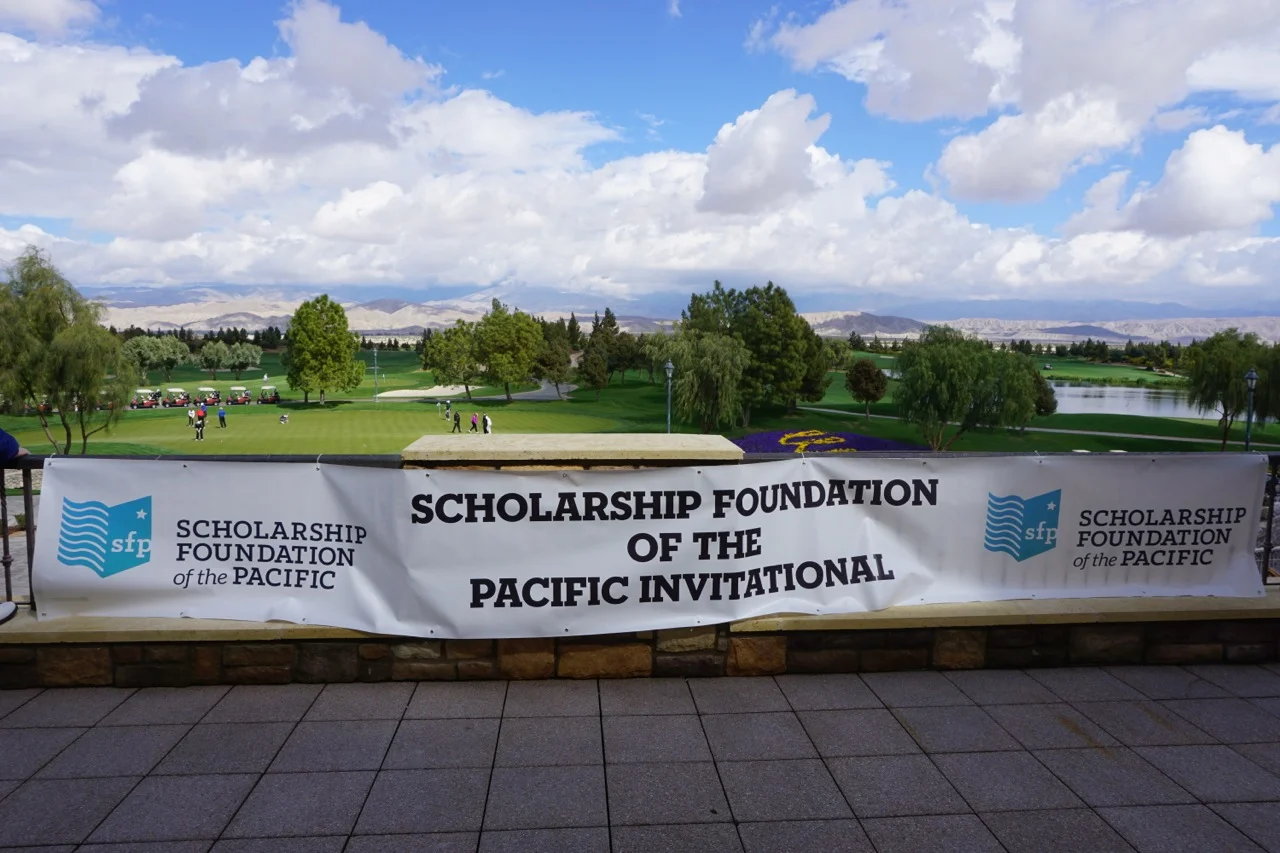 sfp
SCHOLARSHIP
FOUNDATION
of the PACIFIC
SCHOLARSHIP FOUNDATION
OF THE
PACIFIC INVITATIONAL
sfp
SCHOLARSHIP
FOUNDATION
of the PACIFIC